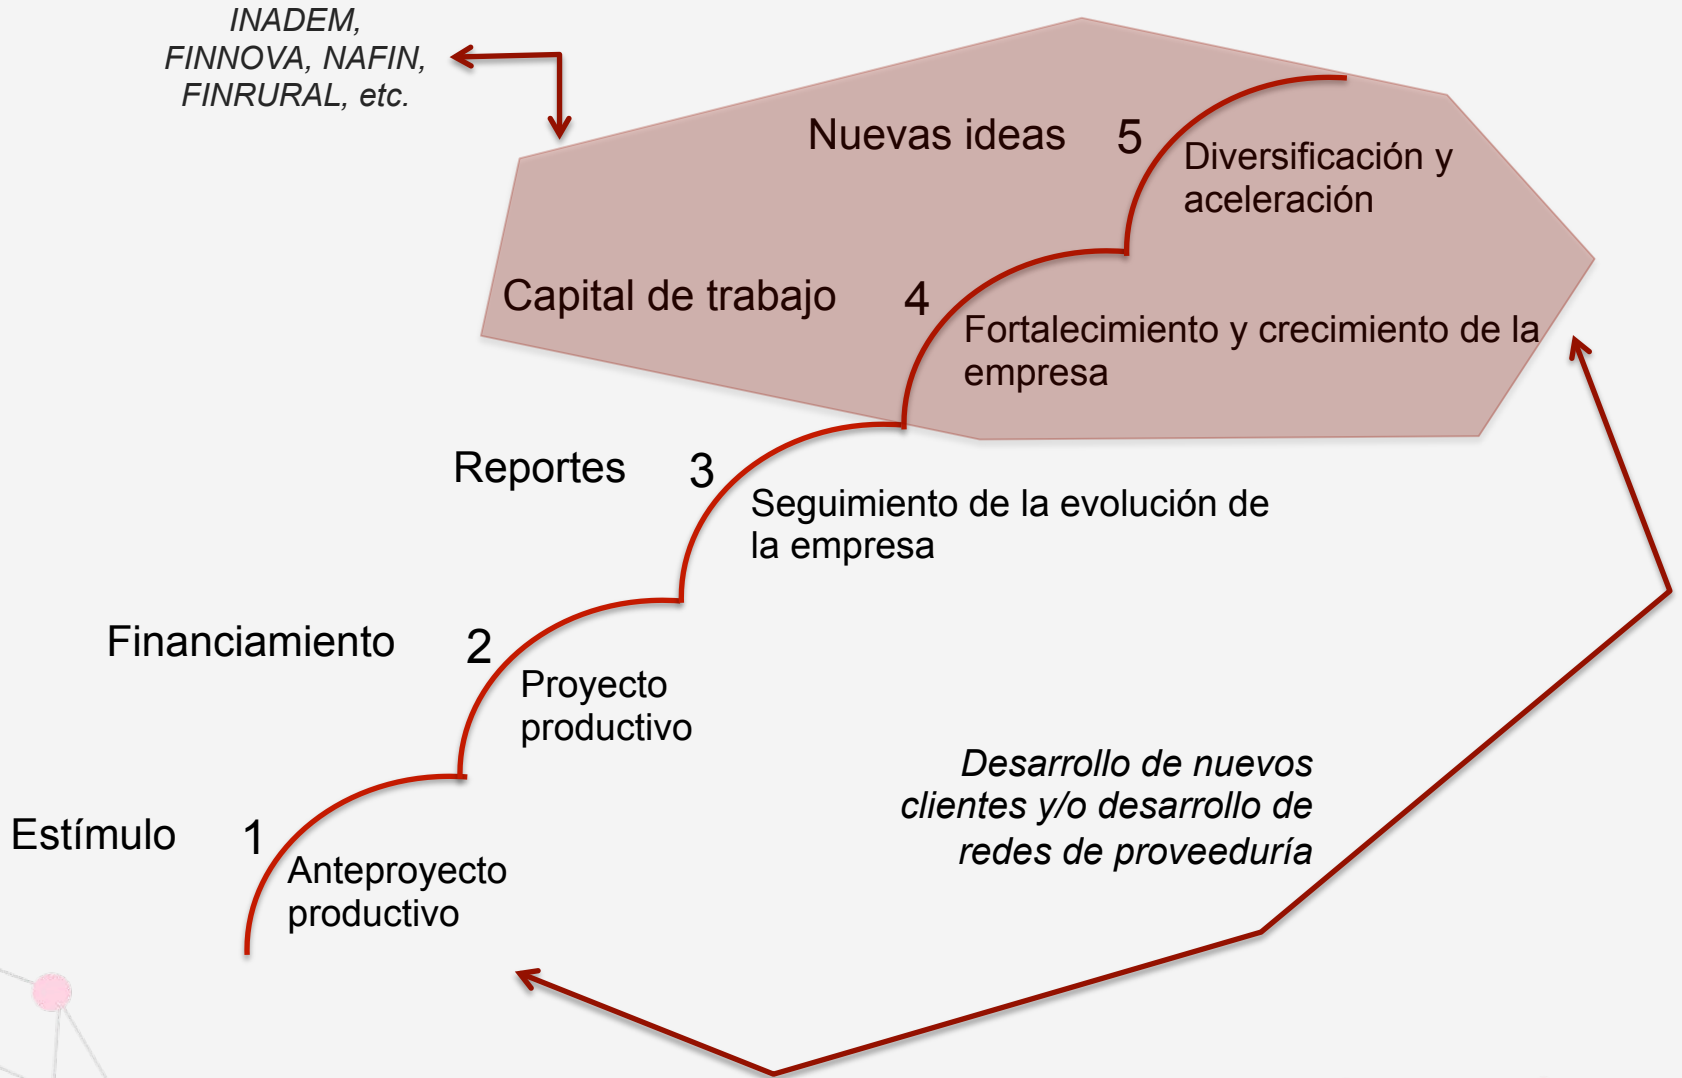 INADEM,
FINNOVA, NAFIN,
FINRURAL, etc.
Nuevas ideas 5
Diversificación y
aceleración
Capital de trabajo 4
Fortalecimiento y crecimiento de la
empresa
Reportes 3
Seguimiento de la evolución de
la empresa
Financiamiento 2
Proyecto
productivo
Desarrollo de nuevos
clientes y/o desarrollo de
redes de proveeduría
Estímulo 1
Anteproyecto
productivo